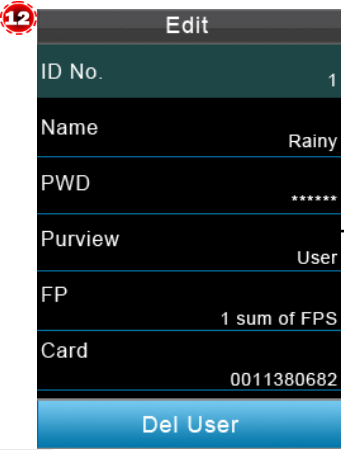 12
Edit
ID No.
1
Name
Rainy
PWD
******
Purview
User
FP
1 sum of FPS
Card
0011380682
Del User